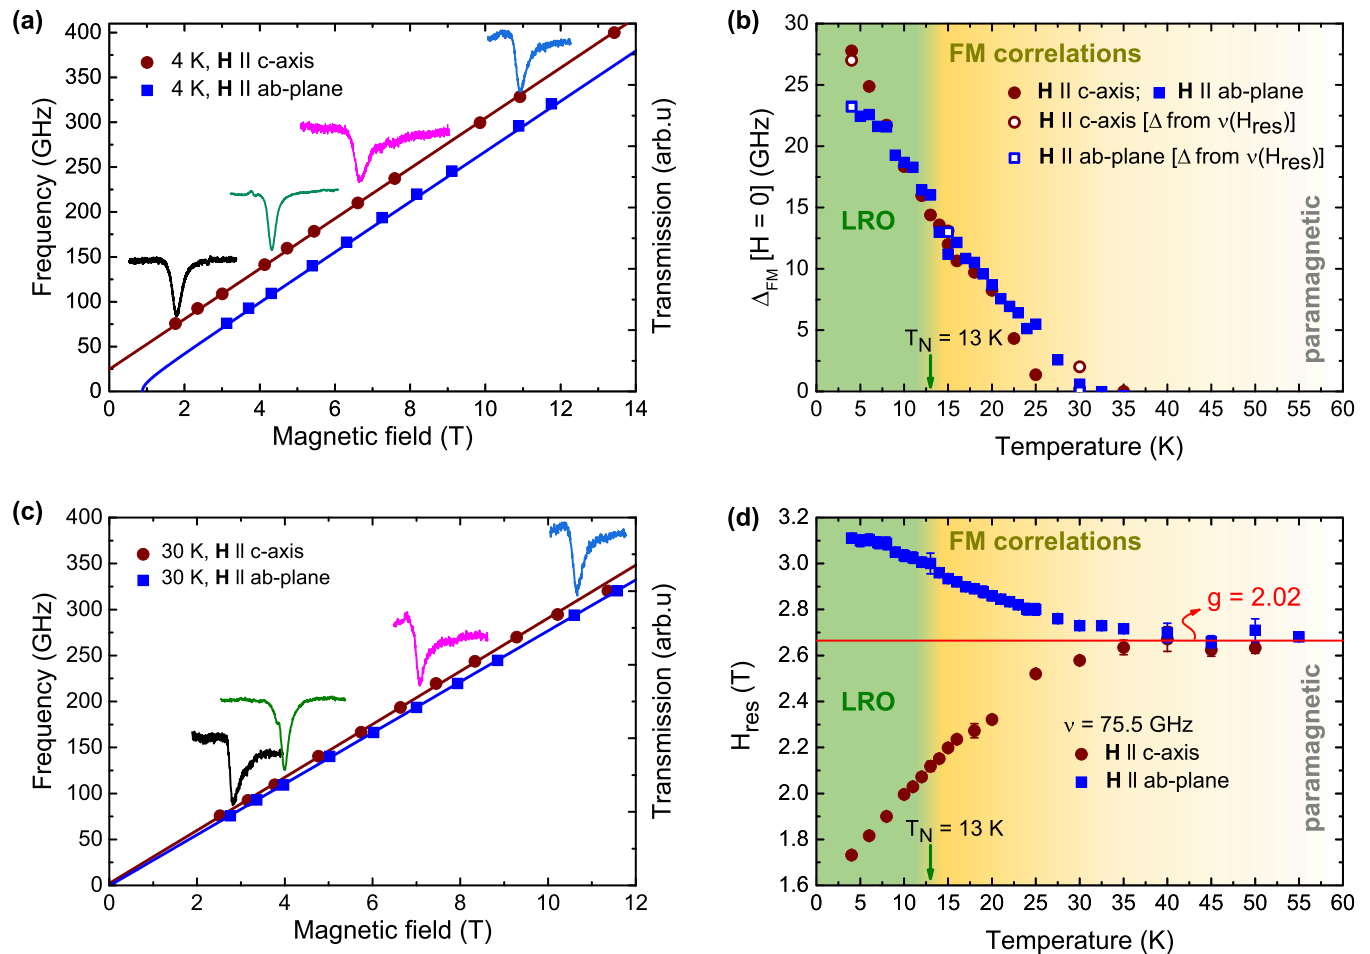 (a)
400
350
300
250
200
150
100
50
0
Frequency (GHz)
4 K, H II c-axis
4 K, H II ab-plane
Transmisssion (arb.u)
0 2 4 6 8 10 12 14
Magnetic field (T)
(b)
30
25
20
15
10
5
0
Δ_FM [H = 0] (GHz)
FM correlations
H II c-axis; H II ab-plane
H II c-axis [Δ from ν(H_res)]
H II ab-plane [Δ from ν(H_res)]
LRO
T_N = 13 K
paramagnetic
0 5 10 15 20 25 30 35 40 45 50 55 60
Temperature (K)
(c)
400
350
300
250
200
150
100
50
0
Frequency (GHz)
30 K, H II c-axis
30 K, H II ab-plane
Transmisssion (arb.u)
0 2 4 6 8 10 12
Magnetic field (T)
(d)
3.2
3.0
2.8
2.6
2.4
2.2
2.0
1.8
1.6
H_res (T)
FM correlations
g = 2.02
LRO
ν = 75.5 GHz
H II c-axis
H II ab-plane
T_N = 13 K
paramagnetic
0 5 10 15 20 25 30 35 40 45 50 55 60
Temperature (K)